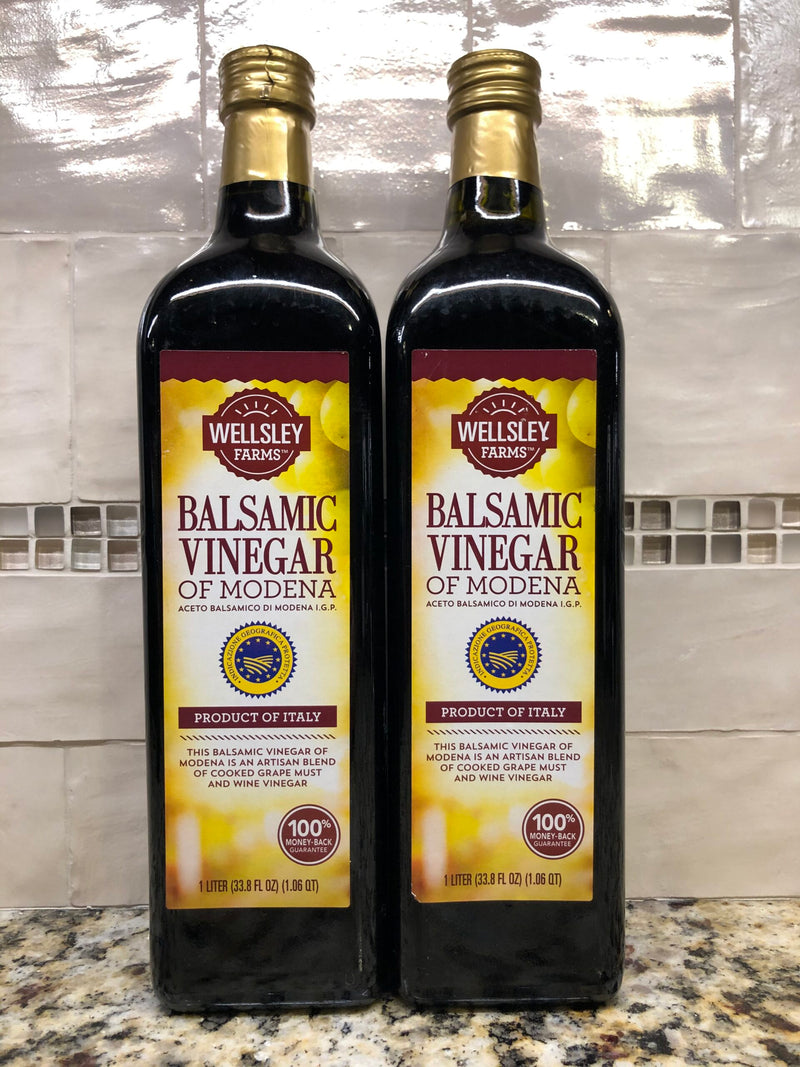 WELLSLEY
FARMS™
BALSAMIC
VINEGAR
OF MODENA
ACETO BALSAMICO DI MODENA I.G.P.
INDICAZIONE GEOGRAFICA PROTETTA
PRODUCT OF ITALY
THIS BALSAMIC VINEGAR OF
MODENA IS AN ARTISAN BLEND
OF COOKED GRAPE MUST
AND WINE VINEGAR
100%
MONEY-BACK
GUARANTEE
1 LITER (33.8 FL OZ) (1.06 QT)
WELLSLEY
FARMS™
BALSAMIC
VINEGAR
OF MODENA
ACETO BALSAMICO DI MODENA I.G.P.
INDICAZIONE GEOGRAFICA PROTETTA
PRODUCT OF ITALY
THIS BALSAMIC VINEGAR OF
MODENA IS AN ARTISAN BLEND
OF COOKED GRAPE MUST
AND WINE VINEGAR
100%
MONEY-BACK
GUARANTEE
1 LITER (33.8 FL OZ) (1.06 QT)